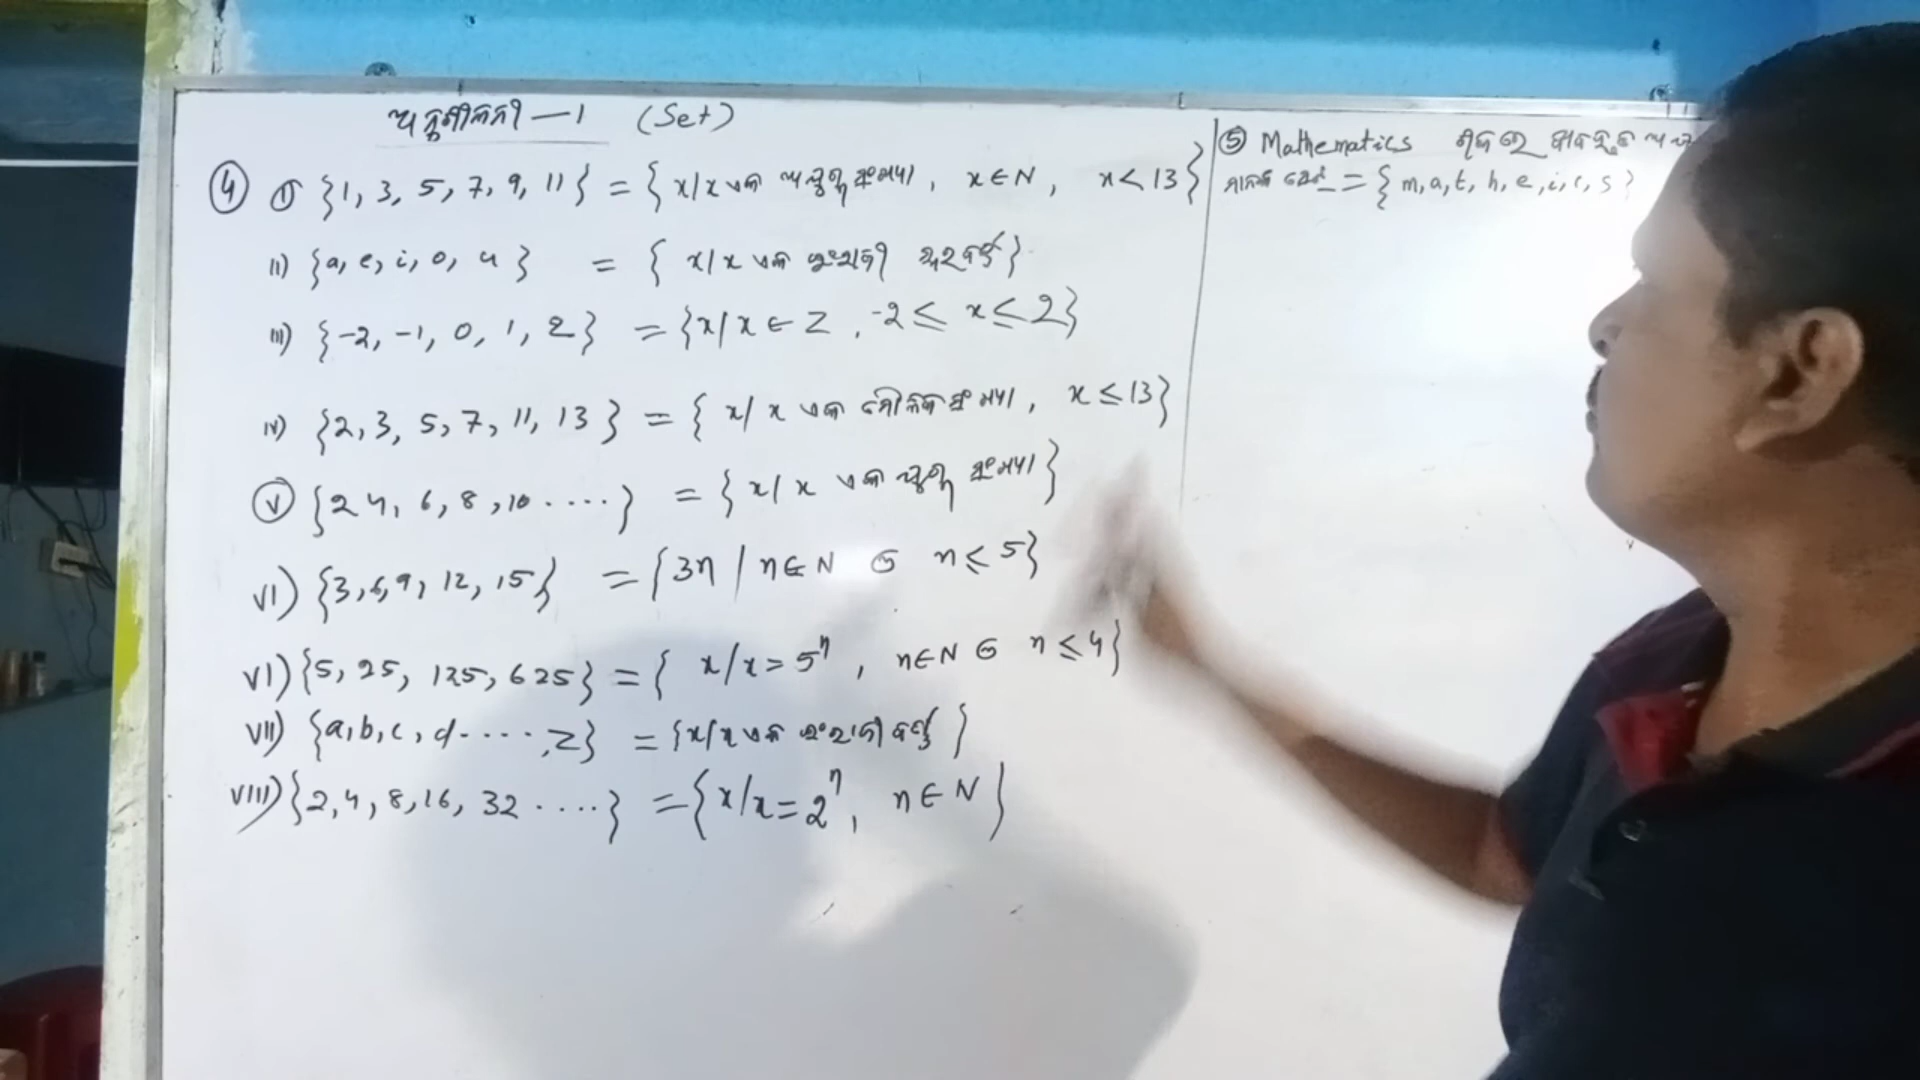 ଅନୁଶୀଳନୀ - 1 (Set)
④ ① {1, 3, 5, 7, 9, 11} = {x/x ଏକ ଅଯୁଗ୍ମ ସଂଖ୍ୟା, x∈N, x<13}
II) {a, e, i, o, u} = {x/x ଏକ ଇଂରାଜୀ ସ୍ୱରବର୍ଣ୍ଣ}
III) {-2, -1, 0, 1, 2} = {x/x ∈ Z, -2 ≤ x ≤ 2}
IV) {2, 3, 5, 7, 11, 13} = {x/x ଏକ ମୌଳିକ ସଂଖ୍ୟା, x ≤ 13}
Ⓥ {2 4, 6, 8, 10 ....} = {x/x ଏକ ଯୁଗ୍ମ ସଂଖ୍ୟା}
VI) {3, 6, 9, 12, 15} = {3n | n∈N ଓ n ≤ 5}
VI) {5, 25, 125, 625} = {x/x = 5ⁿ, n∈N ଓ n ≤ 4}
VII) {a, b, c, d ...., z} = {x/x ଏକ ଇଂରାଜୀ ବର୍ଣ୍ଣ}
VIII) {2, 4, 8, 16, 32 ....} = {x/x = 2ⁿ, n ∈ N}
⑤ Mathematics ଶବ୍ଦରେ ବ୍ୟବହୃତ
= {m, a, t, h, e, i, c, s}